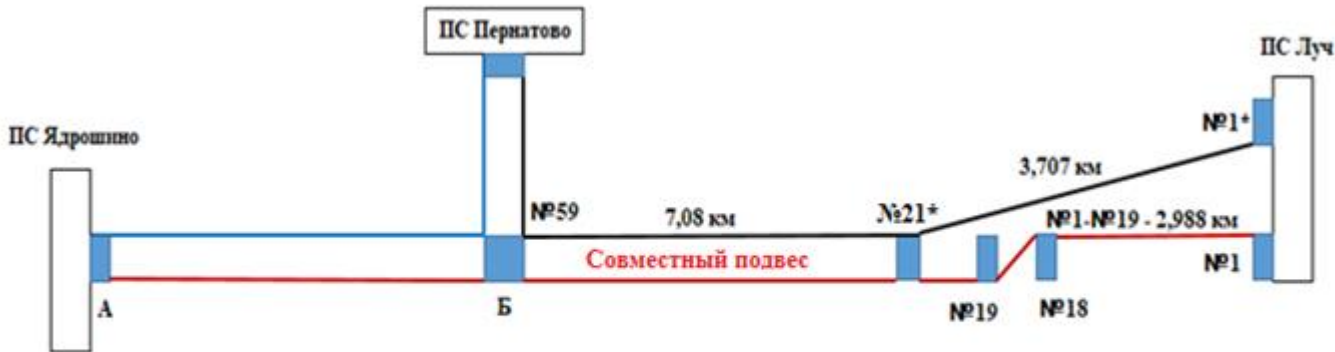 ПС Пернатово
ПС Луч
ПС Ядрошино
№1*
3,707 км
№59
7,08 км
№21*
№1-№19 - 2,988 км
Совместный подвес
№1
А
Б
№19
№18